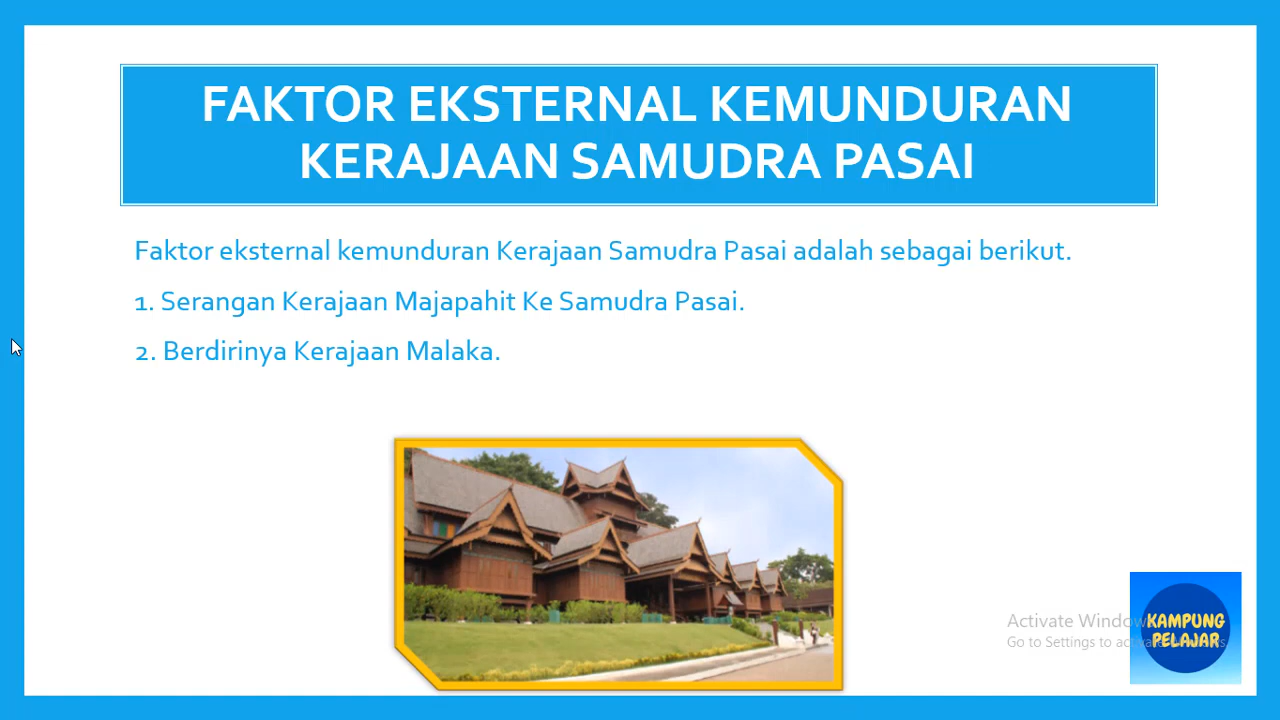 FAKTOR EKSTERNAL KEMUNDURAN
KERAJAAN SAMUDRA PASAI
Faktor eksternal kemunduran Kerajaan Samudra Pasai adalah sebagai berikut.
1. Serangan Kerajaan Majapahit Ke Samudra Pasai.
2. Berdirinya Kerajaan Malaka.
Activate Window
Go to Settings to
KAMPUNG
PELAJAR